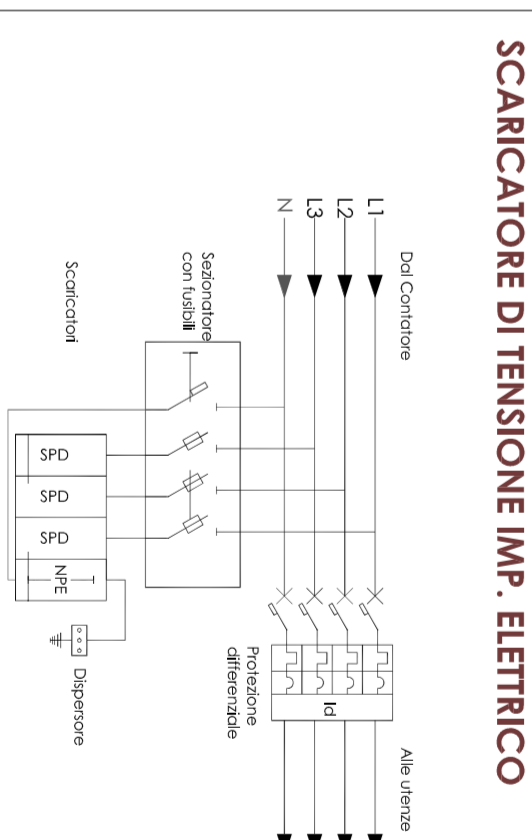 SCARICATORE DI TENSIONE IMP. ELETTRICO
Dal Contatore
L1
L2
L3
N
Alle utenze
Protezione
differenziale
Id
Sezionatore
con fusibili
Scaricatori
SPD
SPD
SPD
NPE
Dispersore